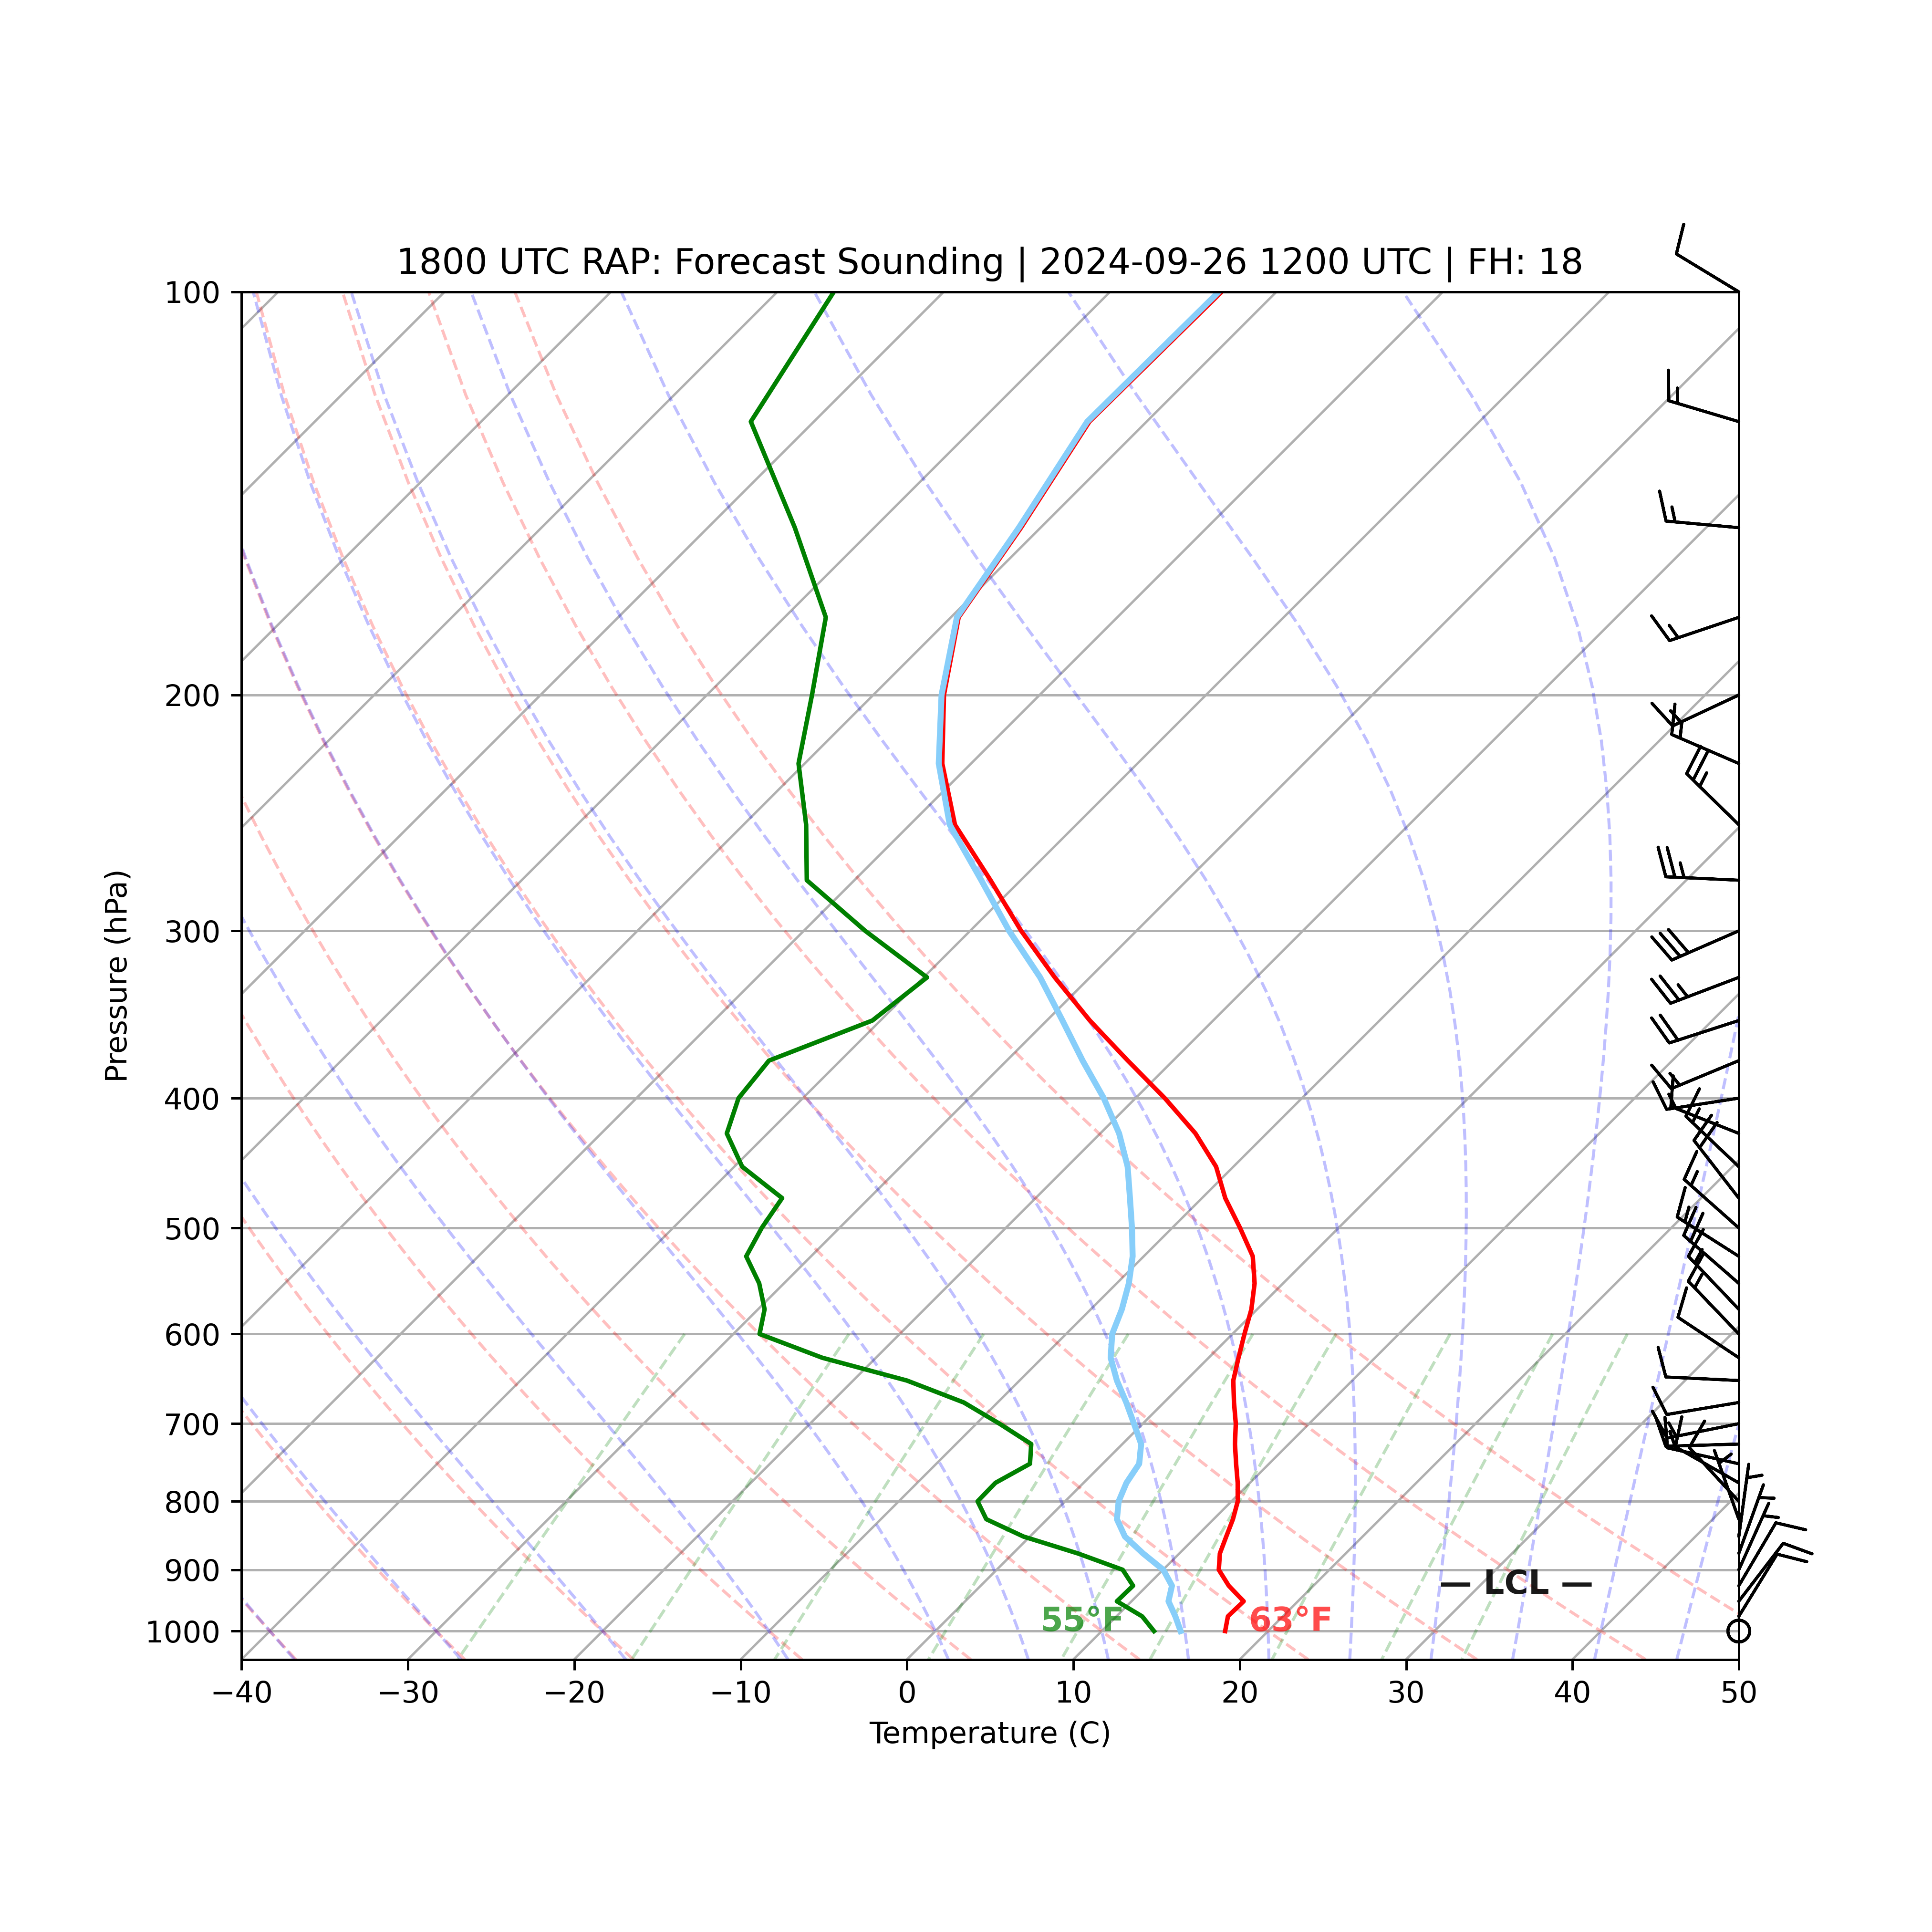 1800 UTC RAP: Forecast Sounding | 2024-09-26 1200 UTC | FH: 18
100
200
300
400
500
600
700
800
900
1000
Pressure (hPa)
— LCL —
55°F
63°F
−40 −30 −20 −10 0 10 20 30 40 50
Temperature (C)